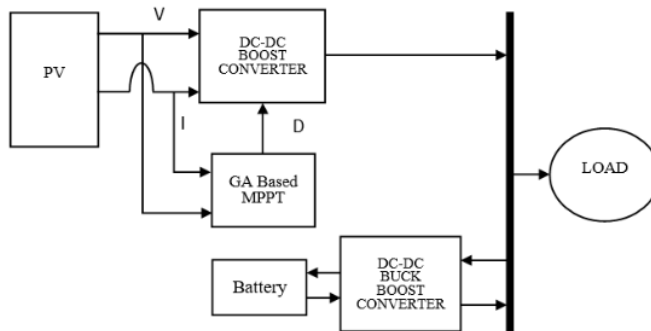 V
PV
DC-DC
BOOST
CONVERTER
I
D
GA Based
MPPT
LOAD
Battery
DC-DC
BUCK
BOOST
CONVERTER